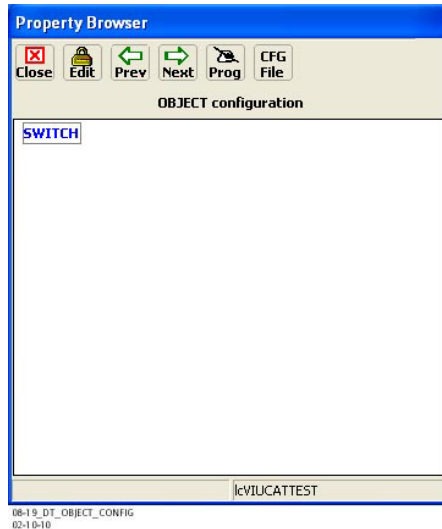 Property Browser
Close Edit Prev Next Prog CFG File
OBJECT configuration
SWITCH
lcVIUCATTEST
08-19_DT_OBJECT_CONFIG
02-10-10